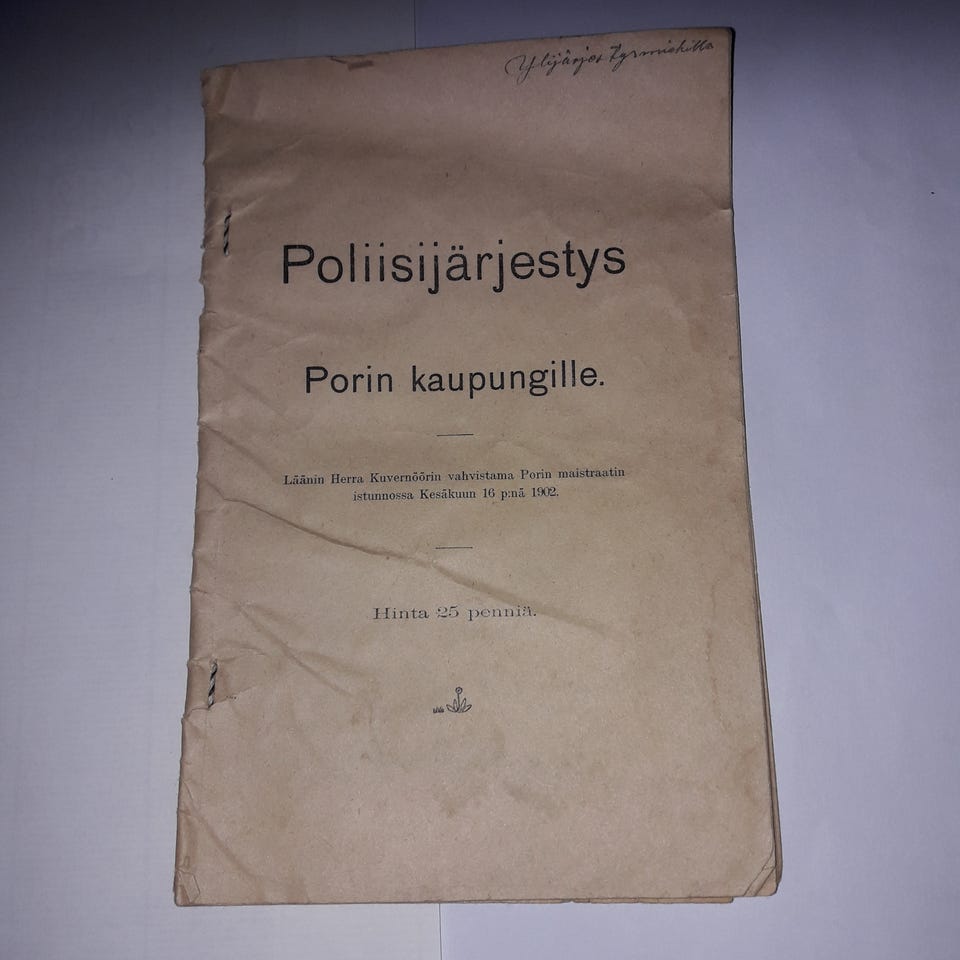 Poliisijärjestys
Porin kaupungille.
Läänin Herra Kuvernöörin vahvistama Porin maistraatin
istunnossa Kesäkuun 16 p:nä 1902.
Hinta 25 penniä.